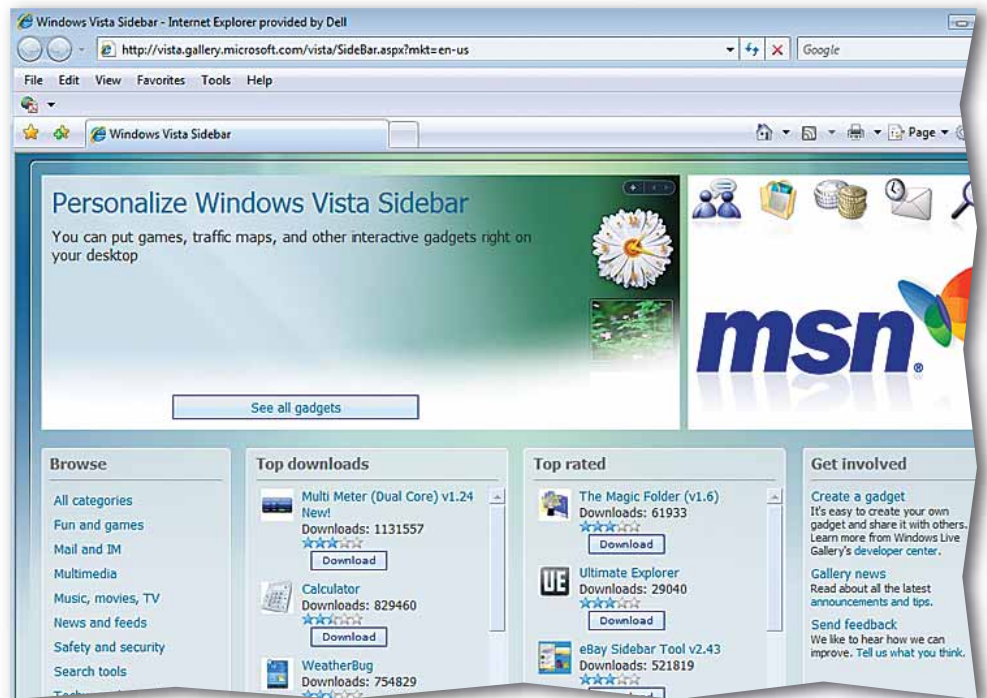 Windows Vista Sidebar - Internet Explorer provided by Dell
http://vista.gallery.microsoft.com/vista/SideBar.aspx?mkt=en-us
Google
File Edit View Favorites Tools Help
Windows Vista Sidebar
Page
Personalize Windows Vista Sidebar
You can put games, traffic maps, and other interactive gadgets right on
your desktop
See all gadgets
msn
Browse
All categories
Fun and games
Mail and IM
Multimedia
Music, movies, TV
News and feeds
Safety and security
Search tools
Top downloads
Multi Meter (Dual Core) v1.24
New!
Downloads: 1131557
Download
Calculator
Downloads: 829460
Download
WeatherBug
Downloads: 754829
Top rated
The Magic Folder (v1.6)
Downloads: 61933
Download
UE
Ultimate Explorer
Downloads: 29040
Download
eBay Sidebar Tool v2.43
Downloads: 521819
Get involved
Create a gadget
It's easy to create your own
gadget and share it with others.
Learn more from Windows Live
Gallery's developer center.
Gallery news
Read about all the latest
announcements and tips.
Send feedback
We like to hear how we can
improve. Tell us what you think.